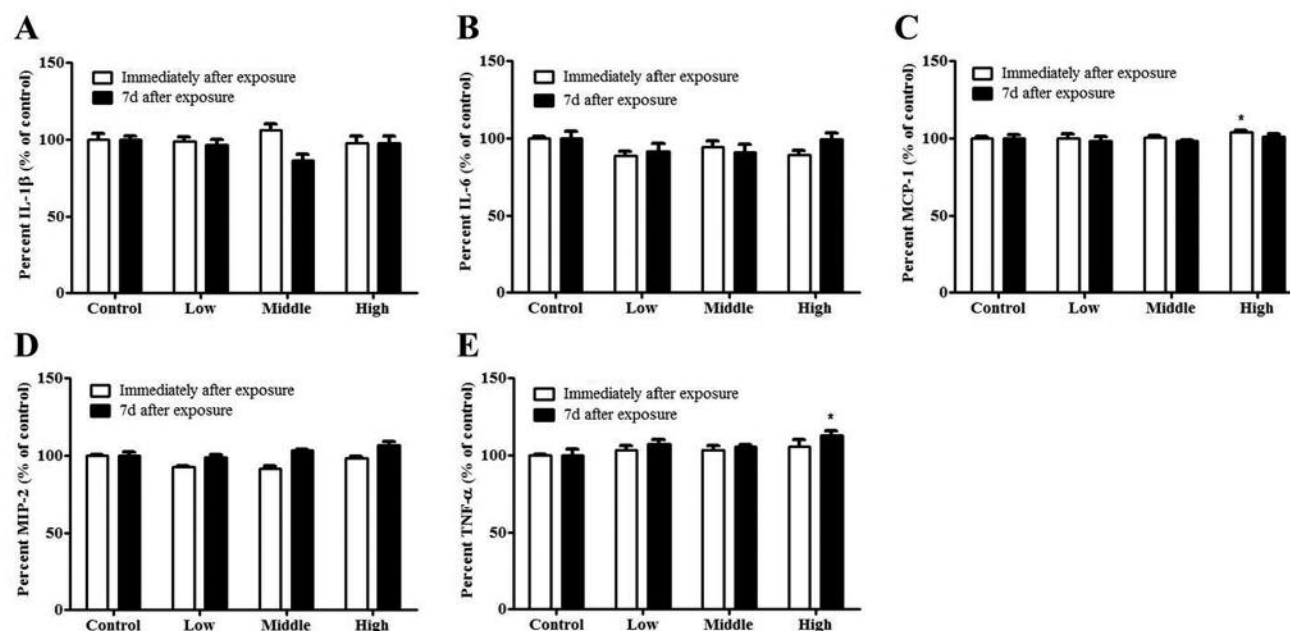 A
Percent IL-1β (% of control)
150
100
50
0
Immediately after exposure
7d after exposure
Control Low Middle High
B
Percent IL-6 (% of control)
150
100
50
0
Immediately after exposure
7d after exposure
Control Low Middle High
C
Percent MCP-1 (% of control)
150
100
50
0
Immediately after exposure
7d after exposure
*
Control Low Middle High
D
Percent MIP-2 (% of control)
150
100
50
0
Immediately after exposure
7d after exposure
Control Low Middle High
E
Percent TNF-α (% of control)
150
100
50
0
Immediately after exposure
7d after exposure
*
Control Low Middle High